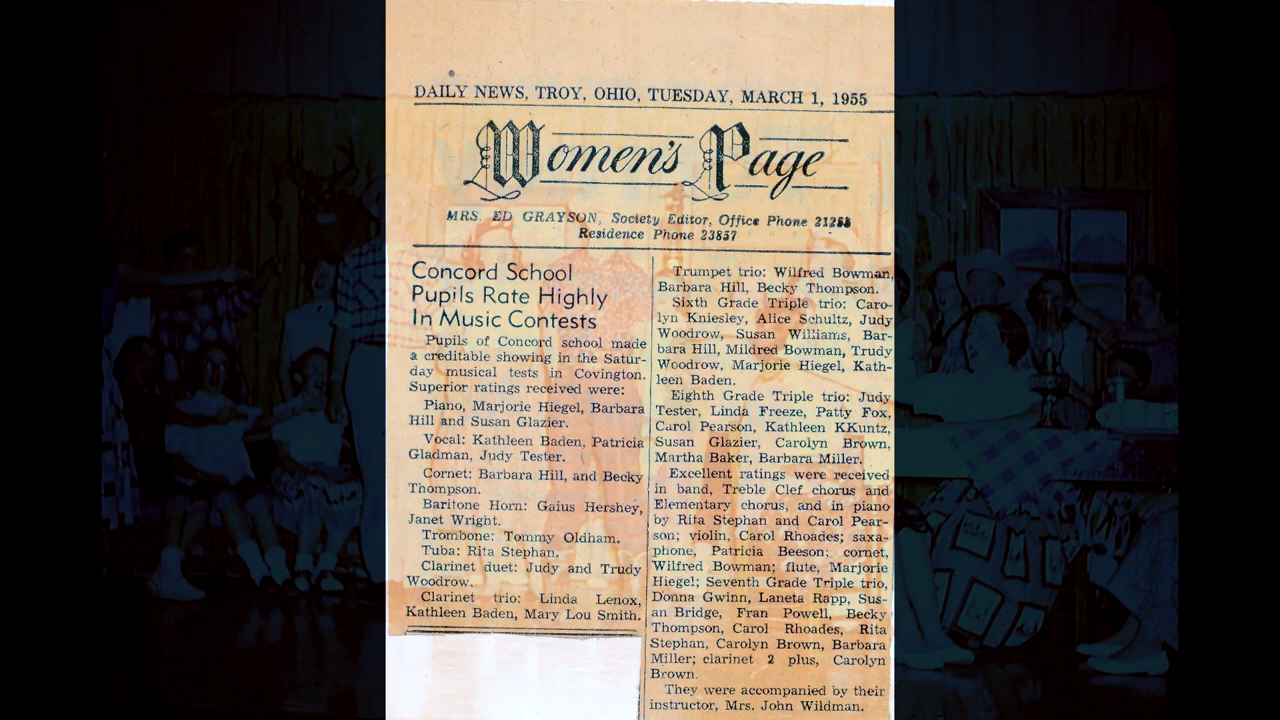 DAILY NEWS, TROY, OHIO, TUESDAY, MARCH 1, 1955
Women's Page
MRS. ED GRAYSON, Society Editor, Office Phone
Residence Phone 23857
Concord School
Pupils Rate Highly
In Music Contests
Pupils of Concord school made
a creditable showing in the Satur-
day musical tests in Covington.
Superior ratings received were:
Piano, Marjorie Hiegel, Barbara
Hill and Susan Glazier.
Vocal: Kathleen Baden, Patricia
Gladman, Judy Tester.
Cornet: Barbara Hill, and Becky
Thompson.
Baritone Horn: Gaius Hershey,
Janet Wright.
Trombone: Tommy Oldham.
Tuba: Rita Stephan.
Clarinet duet: Judy and Trudy
Woodrow.
Clarinet trio: Linda Lenox,
Kathleen Baden, Mary Lou Smith.
Trumpet trio: Wilfred Bowman,
Barbara Hill, Becky Thompson.
Sixth Grade Triple trio: Caro-
lyn Kniesley, Alice Schultz, Judy
Woodrow, Susan Williams, Bar-
bara Hill, Mildred Bowman, Trudy
Woodrow, Marjorie Hiegel, Kath-
leen Baden.
Eighth Grade Triple trio: Judy
Tester, Linda Freeze, Patty Fox,
Carol Pearson, Kathleen KKuntz,
Susan Glazier, Carolyn Brown,
Martha Baker, Barbara Miller.
Excellent ratings were received
in band, Treble Clef chorus and
Elementary chorus, and in piano
by Rita Stephan and Carol Pear-
son; violin, Carol Rhoades; saxa-
phone, Patricia Beeson; cornet,
Wilfred Bowman; flute, Marjorie
Hiegel; Seventh Grade Triple trio,
Donna Gwinn, Laneta Rapp, Sus-
an Bridge, Fran Powell, Becky
Thompson, Carol Rhoades, Rita
Stephan, Carolyn Brown, Barbara
Miller; clarinet 2 plus, Carolyn
Brown.
They were accompanied by their
instructor, Mrs. John Wildman.